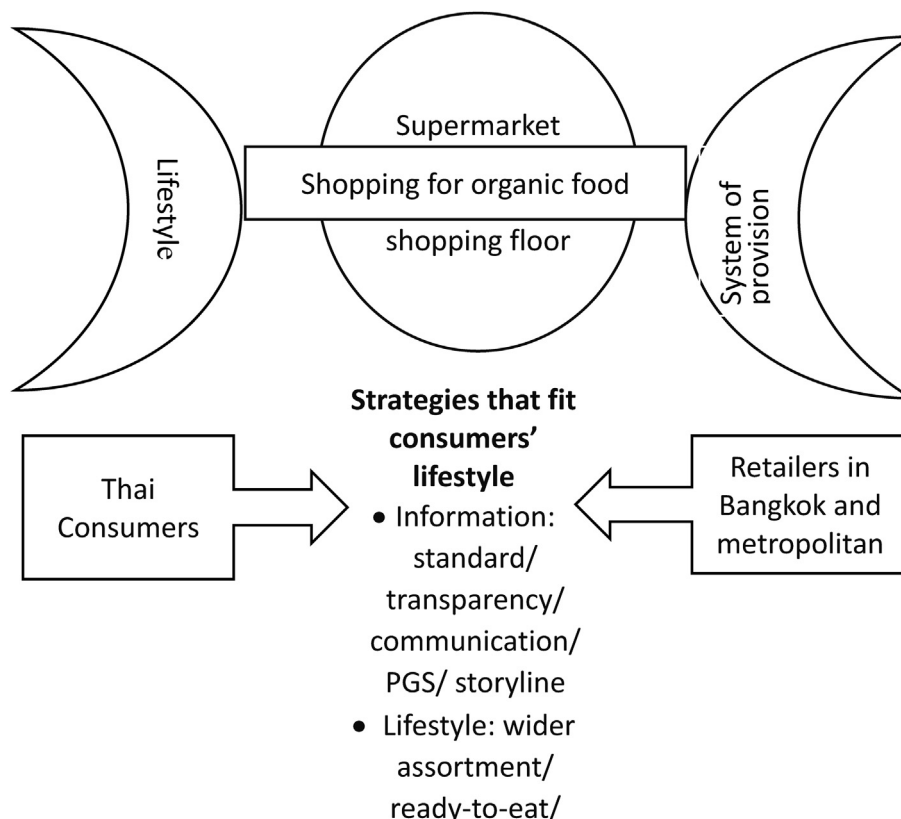 Lifestyle
Supermarket
Shopping for organic food
shopping floor
System of
provision
Thai
Consumers
Strategies that fit
consumers’
lifestyle
• Information:
standard/
transparency/
communication/
PGS/ storyline
• Lifestyle: wider
assortment/
ready-to-eat/
Retailers in
Bangkok and
metropolitan